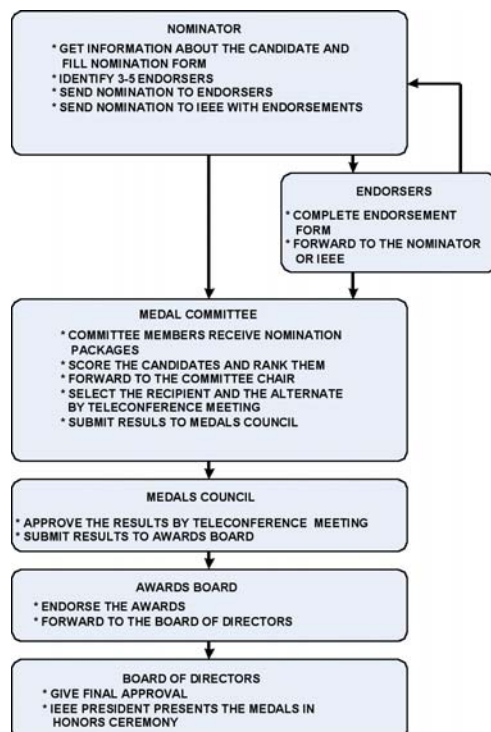 NOMINATOR
* GET INFORMATION ABOUT THE CANDIDATE AND
FILL NOMINATION FORM
* IDENTIFY 3-5 ENDORSERS
* SEND NOMINATION TO ENDORSERS
* SEND NOMINATION TO IEEE WITH ENDORSEMENTS
ENDORSERS
* COMPLETE ENDORSEMENT
FORM
* FORWARD TO THE NOMINATOR
OR IEEE
MEDAL COMMITTEE
* COMMITTEE MEMBERS RECEIVE NOMINATION
PACKAGES
* SCORE THE CANDIDATES AND RANK THEM
* FORWARD TO THE COMMITTEE CHAIR
* SELECT THE RECIPIENT AND THE ALTERNATE
BY TELECONFERENCE MEETING
* SUBMIT RESULS TO MEDALS COUNCIL
MEDALS COUNCIL
* APPROVE THE RESULTS BY TELECONFERENCE MEETING
* SUBMIT RESULTS TO AWARDS BOARD
AWARDS BOARD
* ENDORSE THE AWARDS
* FORWARD TO THE BOARD OF DIRECTORS
BOARD OF DIRECTORS
* GIVE FINAL APPROVAL
* IEEE PRESIDENT PRESENTS THE MEDALS IN
HONORS CEREMONY